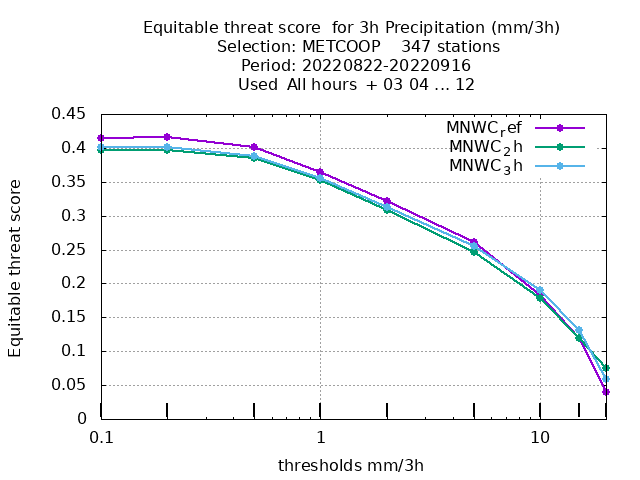 Equitable threat score  for 3h Precipitation (mm/3h)
Selection: METCOOP    347 stations
Period: 20220822-20220916
Used  All hours  + 03 04 ... 12
0.45
0.4
0.35
0.3
0.25
0.2
0.15
0.1
0.05
0
Equitable threat score
MNWC_ref
MNWC_2h
MNWC_3h
0.1
1
10
thresholds mm/3h